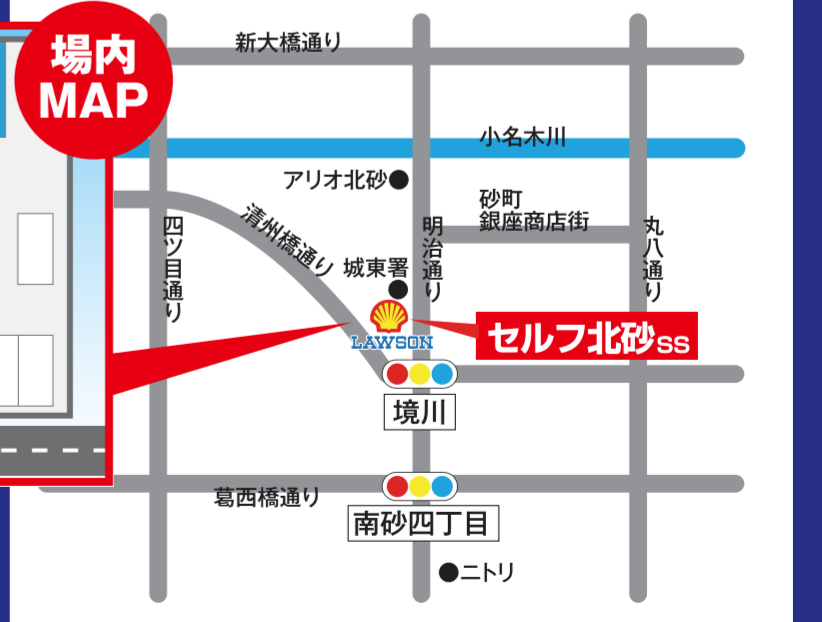 場内
MAP
新大橋通り
小名木川
アリオ北砂
砂町
銀座商店街
四ツ目通り
清州橋通り
明治通り
丸八通り
城東署
LAWSON
セルフ北砂SS
境川
葛西橋通り
南砂四丁目
ニトリ